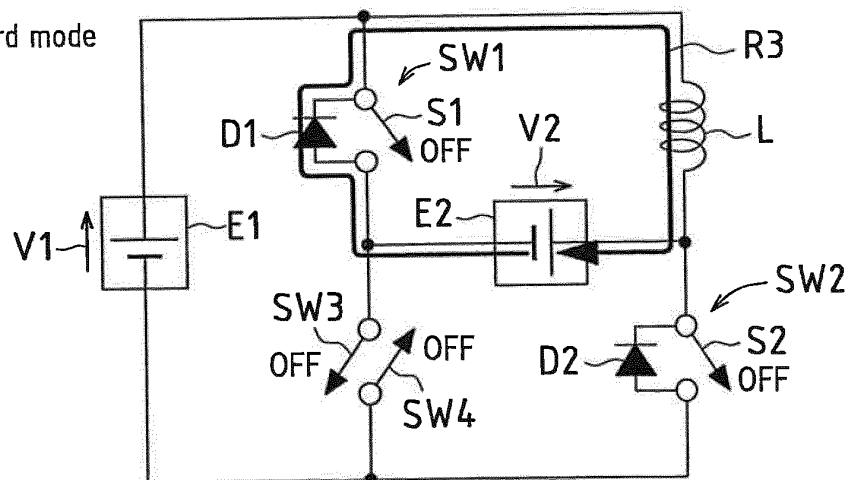 rd mode
SW1
R3
D1
S1
OFF
V2
L
E2
E1
V1
SW3
SW2
OFF
OFF
D2
S2
OFF
SW4